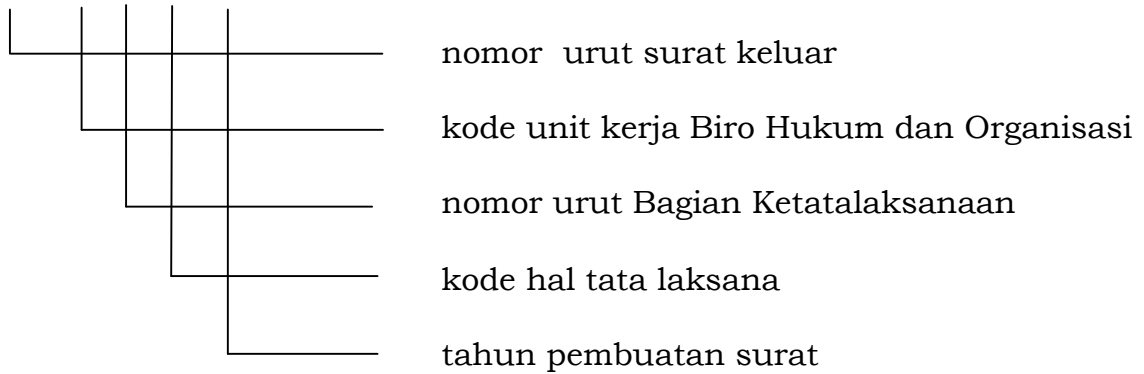 nomor urut surat keluar
kode unit kerja Biro Hukum dan Organisasi
nomor urut Bagian Ketatalaksanaan
kode hal tata laksana
tahun pembuatan surat